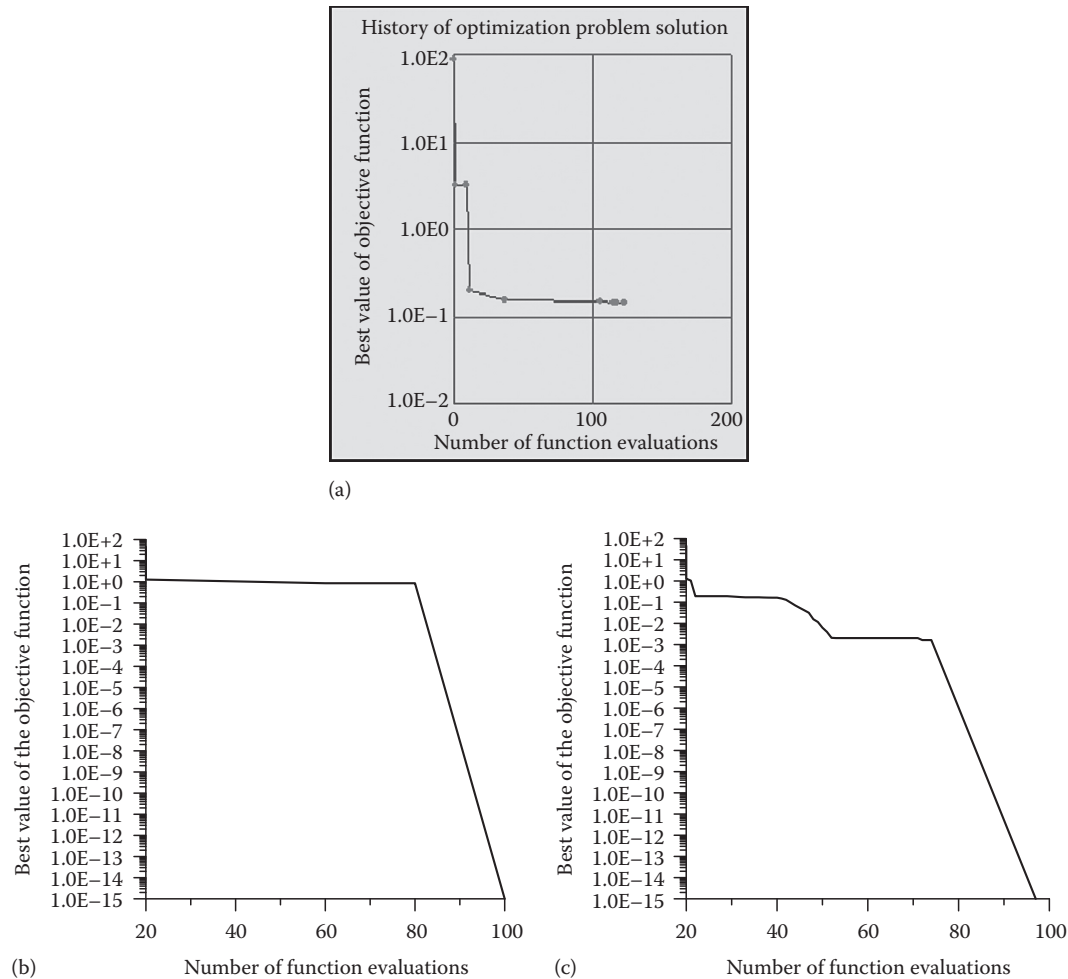 History of optimization problem solution
Best value of objective function
1.0E2
1.0E1
1.0E0
1.0E−1
1.0E−2
0 100 200
Number of function evaluations
(a)
Best value of the objective function
1.0E+2
1.0E+1
1.0E+0
1.0E−1
1.0E−2
1.0E−3
1.0E−4
1.0E−5
1.0E−6
1.0E−7
1.0E−8
1.0E−9
1.0E−10
1.0E−11
1.0E−12
1.0E−13
1.0E−14
1.0E−15
20 40 60 80 100
(b) Number of function evaluations
Best value of the objective function
1.0E+2
1.0E+1
1.0E+0
1.0E−1
1.0E−2
1.0E−3
1.0E−4
1.0E−5
1.0E−6
1.0E−7
1.0E−8
1.0E−9
1.0E−10
1.0E−11
1.0E−12
1.0E−13
1.0E−14
1.0E−15
20 40 60 80 100
(c) Number of function evaluations